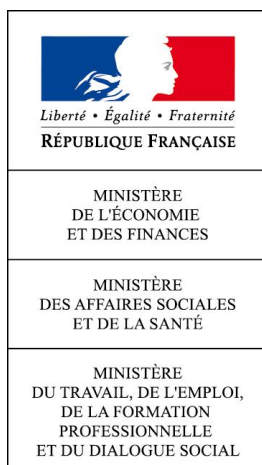 Liberté • Égalité • Fraternité
RÉPUBLIQUE FRANÇAISE
MINISTÈRE
DE L'ÉCONOMIE
ET DES FINANCES
MINISTÈRE
DES AFFAIRES SOCIALES
ET DE LA SANTÉ
MINISTÈRE
DU TRAVAIL, DE L'EMPLOI,
DE LA FORMATION
PROFESSIONNELLE
ET DU DIALOGUE SOCIAL